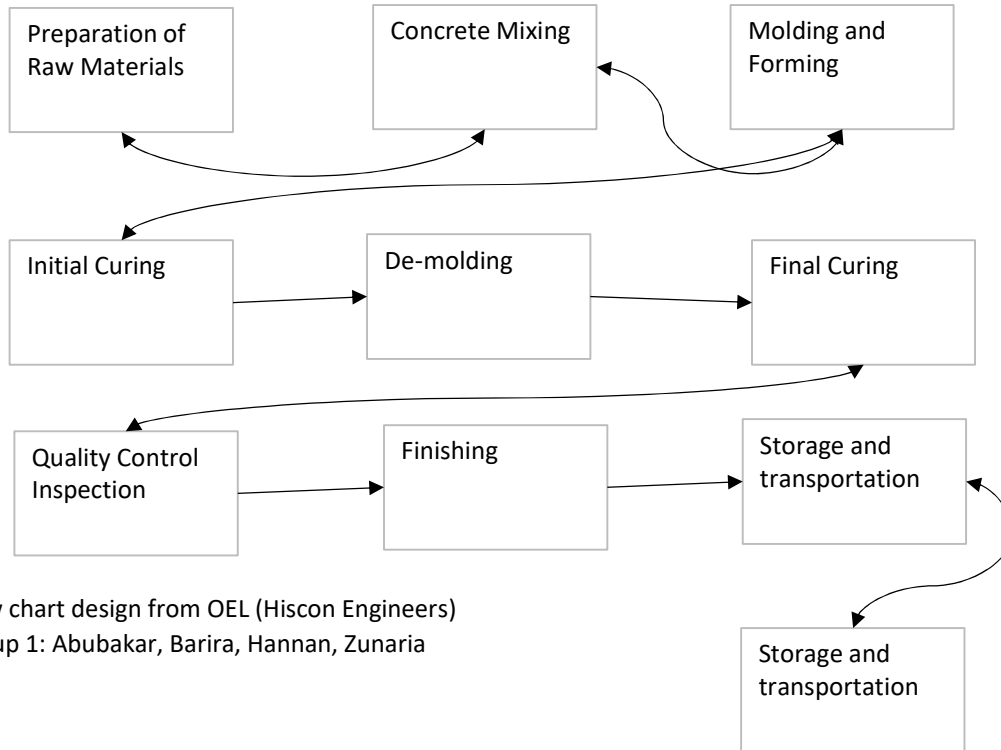 Preparation of
Raw Materials
Concrete Mixing
Molding and
Forming
Initial Curing
De-molding
Final Curing
Quality Control
Inspection
Finishing
Storage and
transportation
chart design from OEL (Hiscon Engineers)
1: Abubakar, Barira, Hannan, Zunaria
Storage and
transportation